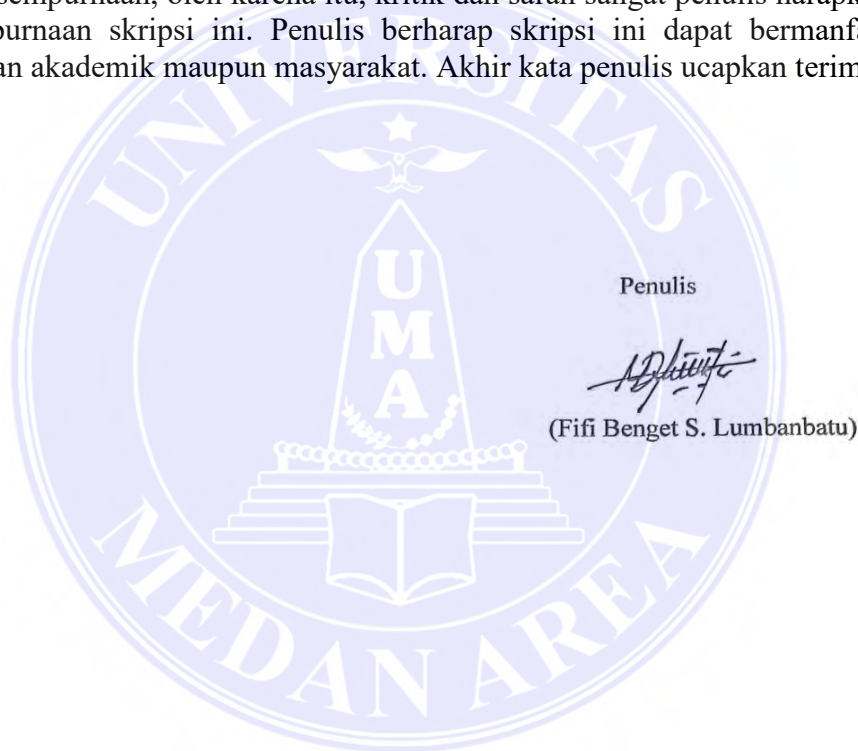 sempurnaan, oleh karena itu, kritik dan saran sangat penulis harapk
purnaan skripsi ini. Penulis berharap skripsi ini dapat bermanfa
an akademik maupun masyarakat. Akhir kata penulis ucapkan terim
UNIVERSITAS
U
M
A
Penulis
(Fifi Benget S. Lumbanbatu)
MEDAN AREA